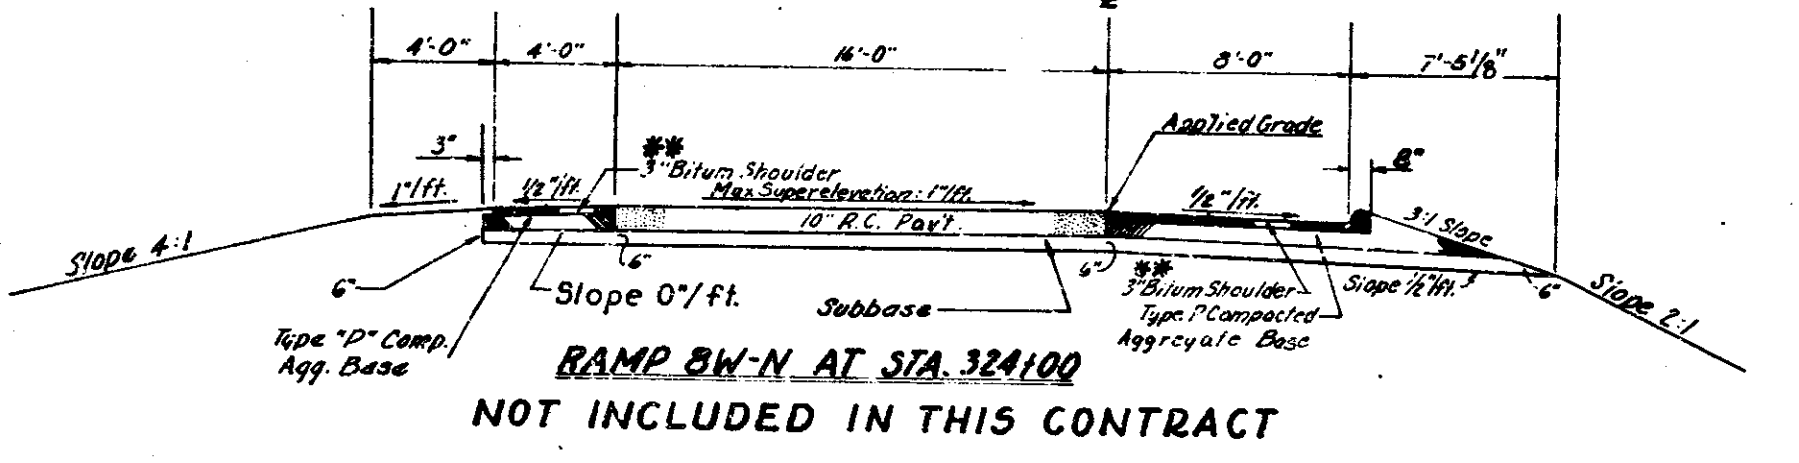 4'-0" 4'-0" 16'-0" 8'-0" 7'-5 1/8"
Applied Grade
3" ** 8"
3" Bitum. Shoulder
1"/ft. 1/2"/ft. Max Superelevation: 1"/ft. 1/2"/ft.
10" R.C. Pav't. 3:1 Slope
Slope 4:1
6" 6" 6" ** 6"
Slope 0"/ft. 3" Bitum Shoulder Slope 1/2"/ft. Slope 2:1
Subbase Type P Compacted
Aggregate Base
Type "P" Comp.
Agg. Base
RAMP 8W-N AT STA. 324+00
NOT INCLUDED IN THIS CONTRACT